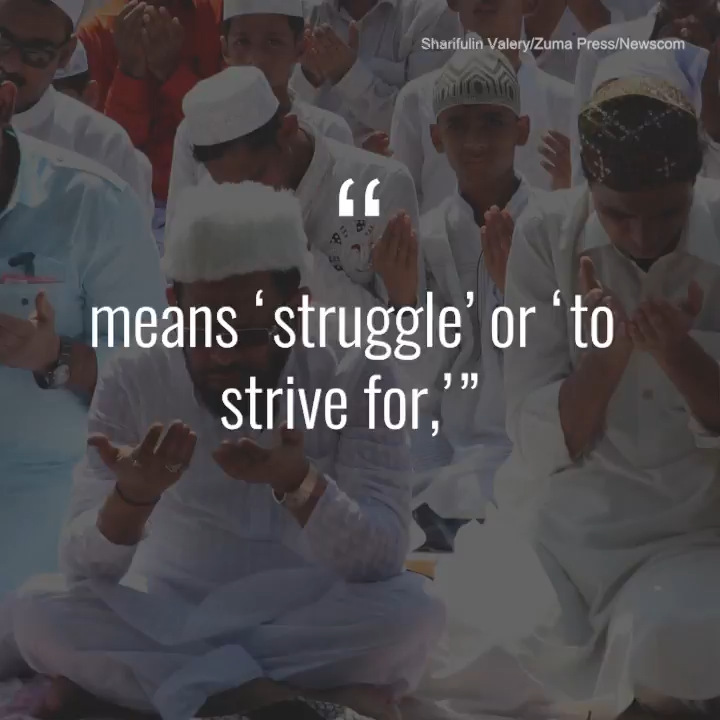 Sharifulin Valery/Zuma Press/Newscom
“
means ‘struggle’ or ‘to
strive for,’”